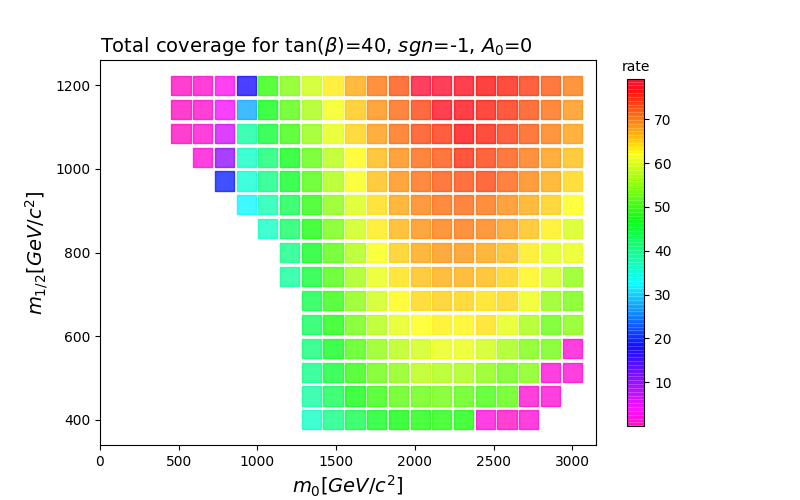 Total coverage for tan(β)=40, sgn=-1, A₀=0
rate
1200
1000
800
600
400
70
60
50
40
30
20
10
m₁/₂[GeV/c²]
0 500 1000 1500 2000 2500 3000
m₀[GeV/c²]